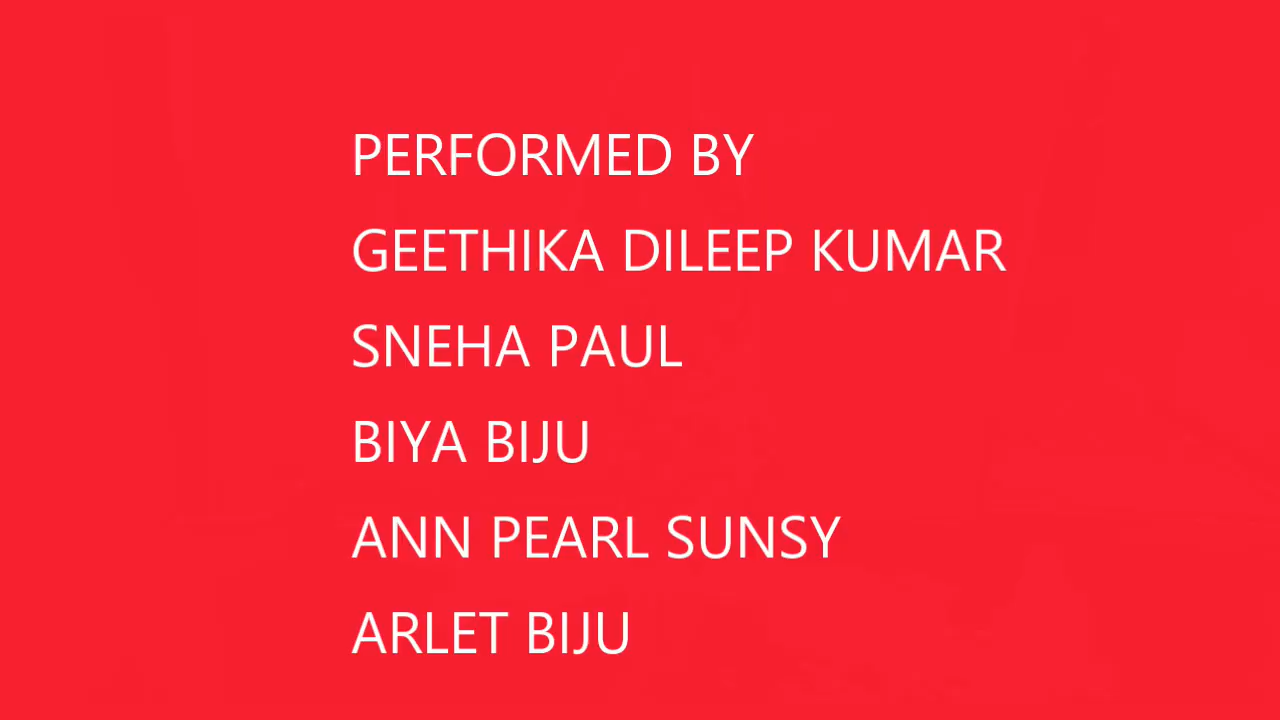 PERFORMED BY
GEETHIKA DILEEP KUMAR
SNEHA PAUL
BIYA BIJU
ANN PEARL SUNSY
ARLET BIJU